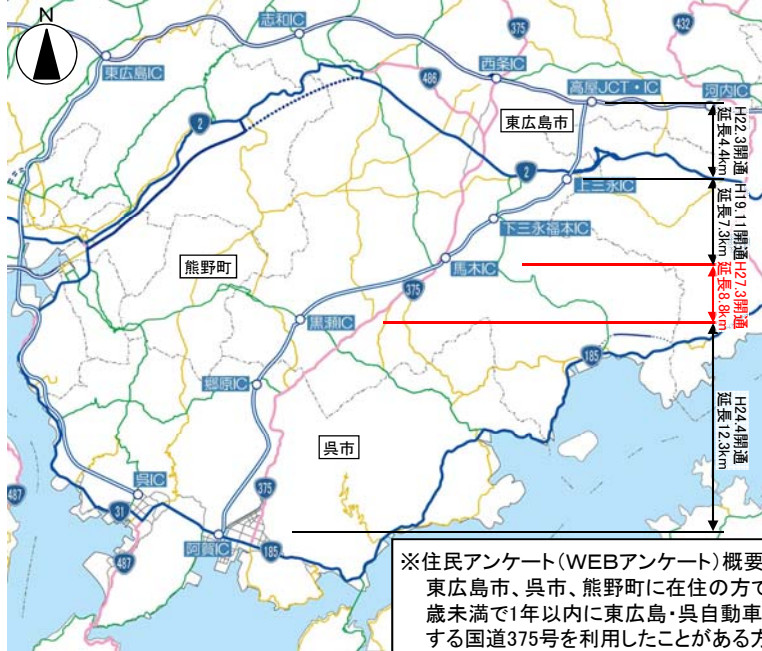 N
志和IC
375
432
東広島IC
西条IC
486
高屋JCT・IC
河内IC
2
東広島市
H22.3開通
延長4.4km
2
上三永IC
H19.11開通
延長7.3km
下三永福本IC
熊野町
馬木IC
375
H27.3開通
延長8.8km
黒瀬IC
185
郷原IC
H24.4開通
延長12.3km
呉市
呉IC
487
31
375
阿賀IC
185
487
※住民アンケート(WEBアンケート)概要
東広島市、呉市、熊野町に在住の方で
歳未満で1年以内に東広島・呉自動車
する国道375号を利用したことがある方